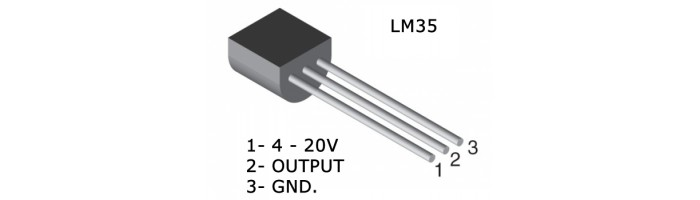 LM35
1- 4 - 20V
2- OUTPUT
3- GND.
1
2
3